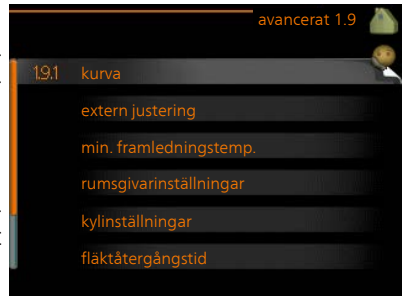 avancerat 1.9
1.9.1 kurva
extern justering
min. framledningstemp.
rumsgivarinställningar
kylinställningar
fläktåtergångstid